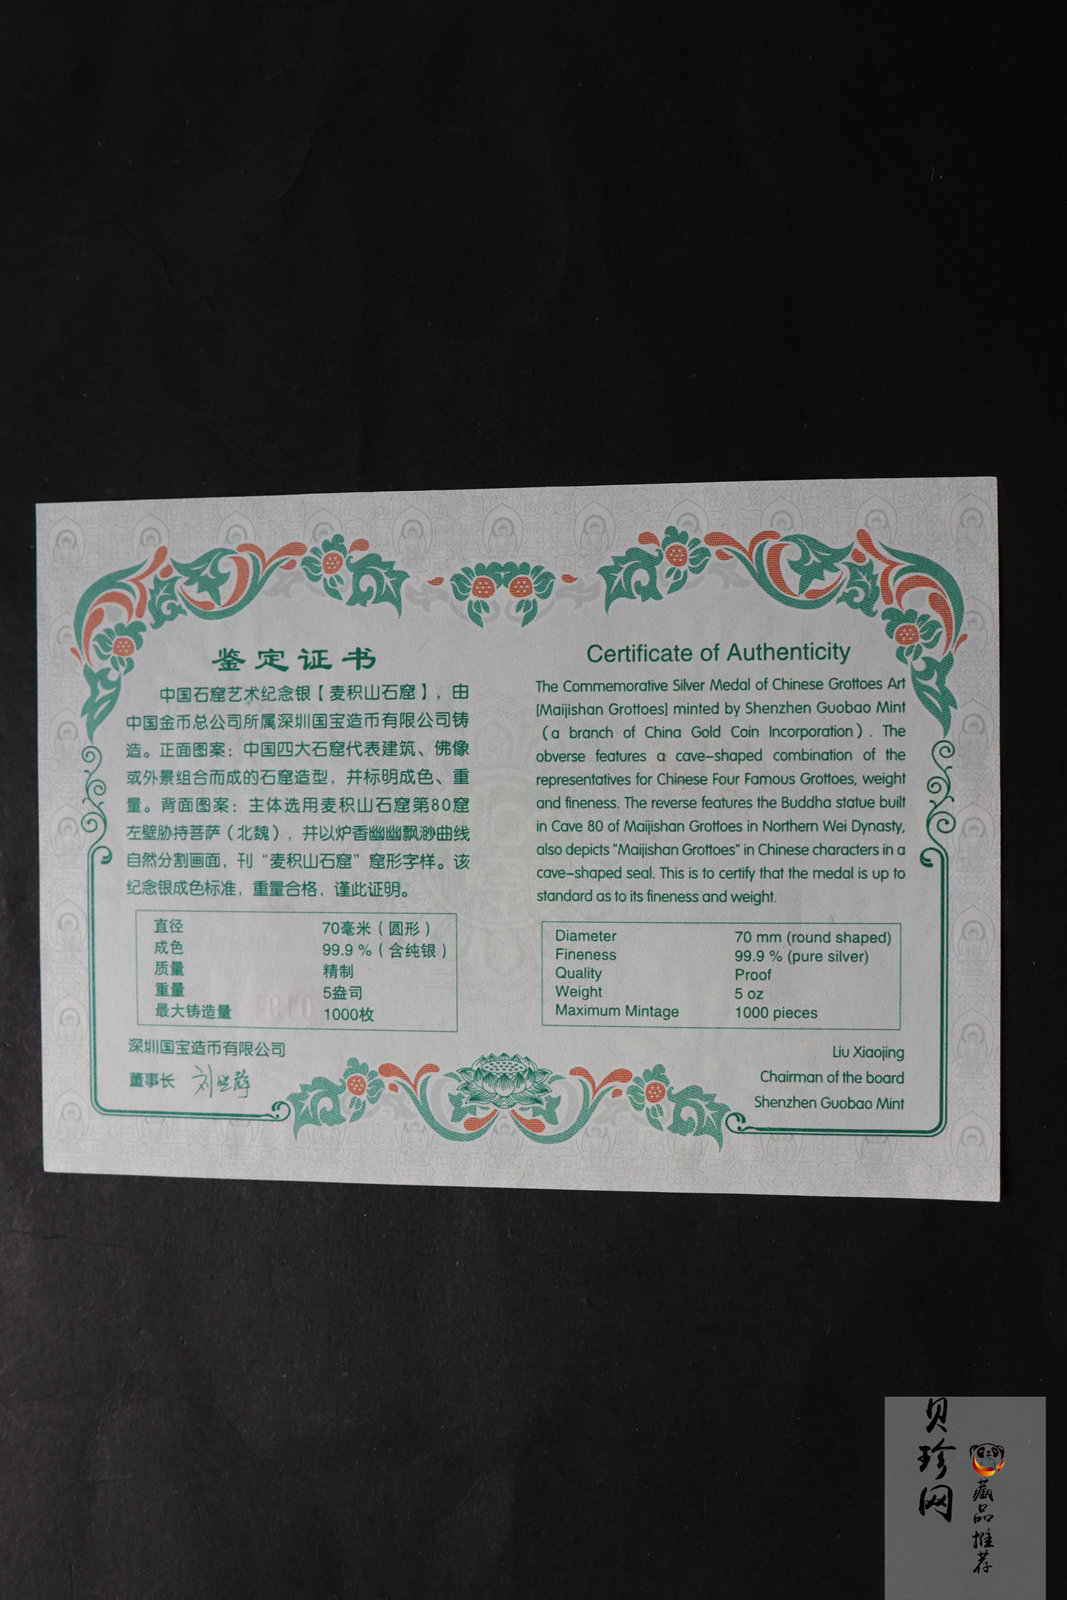 鉴定证书
中国石窟艺术纪念银【麦积山石窟】，由
中国金币总公司所属深圳国宝造币有限公司铸
造。正面图案：中国四大石窟代表建筑、佛像
或外景组合而成的石窟造型，并标明成色、重
量。背面图案：主体选用麦积山石窟第80窟
左壁胁持菩萨（北魏），并以炉香幽幽飘渺曲线
自然分割画面，刊“麦积山石窟”窟形字样。该
纪念银成色标准，重量合格，谨此证明。
直径 70毫米（圆形）
成色 99.9 %（含纯银）
质量 精制
重量 5盎司
最大铸造量 1000枚
深圳国宝造币有限公司
董事长
Certificate of Authenticity
The Commemorative Silver Medal of Chinese Grottoes Art
[Maijishan Grottoes] minted by Shenzhen Guobao Mint
(a branch of China Gold Coin Incorporation). The
obverse features a cave-shaped combination of the
representatives for Chinese Four Famous Grottoes, weight
and fineness. The reverse features the Buddha statue built
in Cave 80 of Maijishan Grottoes in Northern Wei Dynasty,
also depicts "Maijishan Grottoes" in Chinese characters in a
cave-shaped seal. This is to certify that the medal is up to
standard as to its fineness and weight.
Diameter 70 mm (round shaped)
Fineness 99.9 % (pure silver)
Quality Proof
Weight 5 oz
Maximum Mintage 1000 pieces
Liu Xiaojing
Chairman of the board
Shenzhen Guobao Mint
贝珍网
藏品推荐